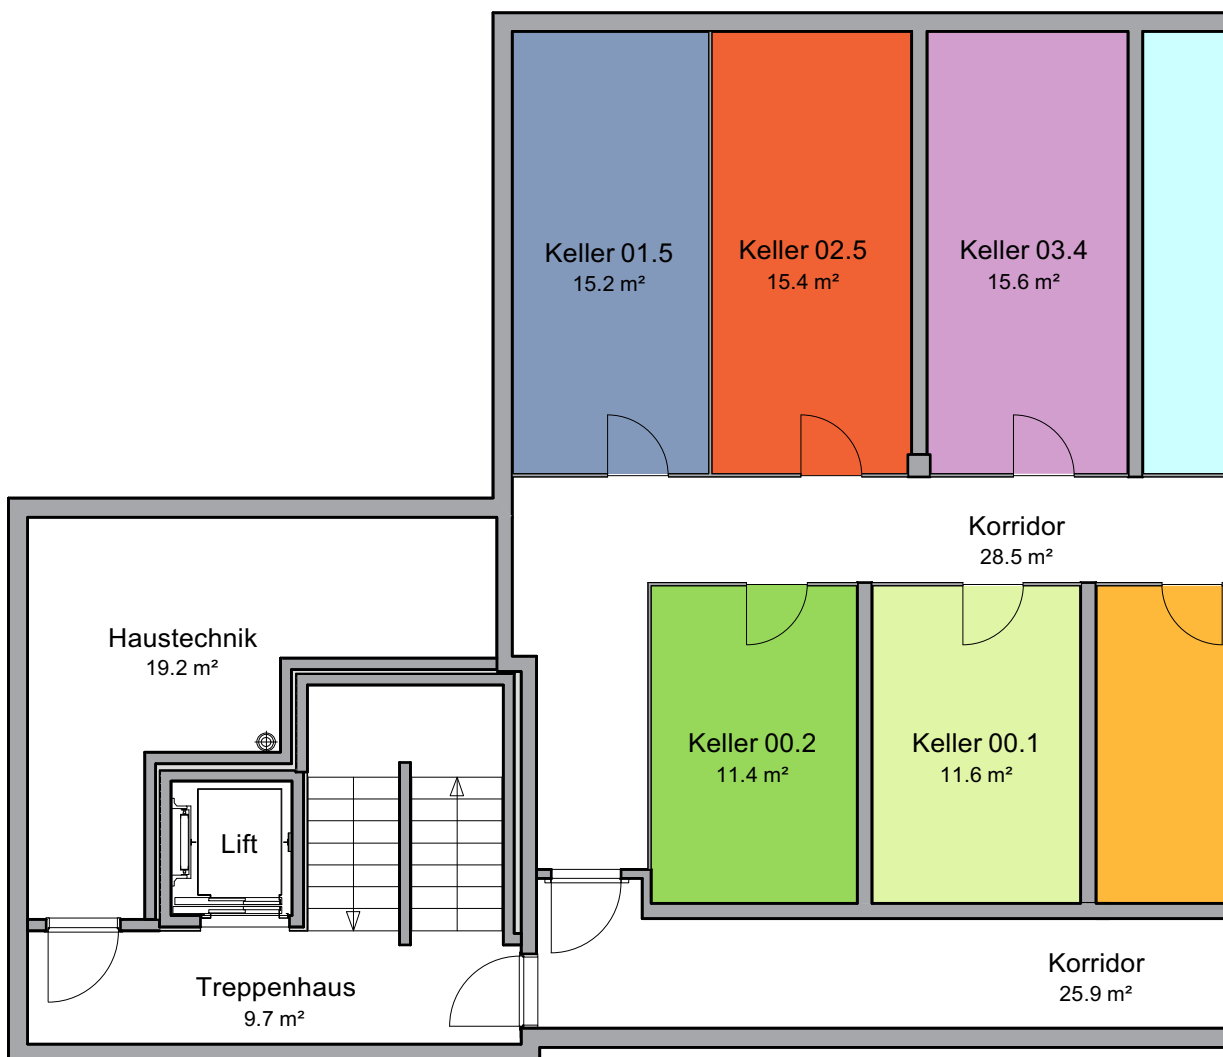 Keller 01.5
15.2 m²
Keller 02.5
15.4 m²
Keller 03.4
15.6 m²
Korridor
28.5 m²
Haustechnik
19.2 m²
Keller 00.2
11.4 m²
Keller 00.1
11.6 m²
Lift
Treppenhaus
9.7 m²
Korridor
25.9 m²